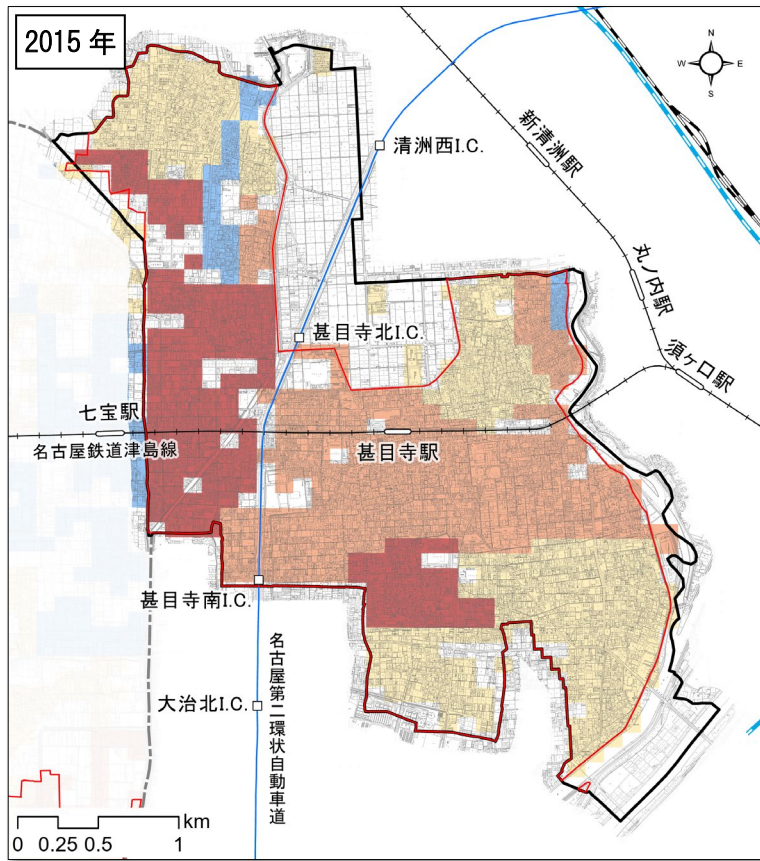 2015 年
N
W
E
S
新清洲駅
清洲西I.C.
丸ノ内駅
甚目寺北I.C.
須ヶ口駅
七宝駅
名古屋鉄道津島線
甚目寺駅
甚目寺南I.C.
名古屋第二環状自動車道
大治北I.C.
km
0 0.25 0.5 1